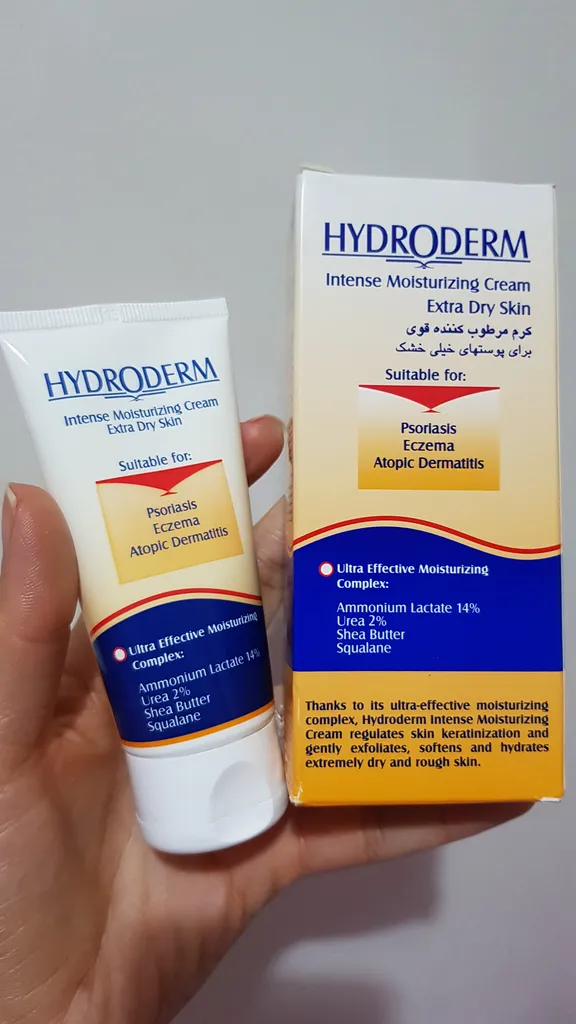 HYDRODERM
Intense Moisturizing Cream
Extra Dry Skin
Suitable for:
Psoriasis
Eczema
Atopic Dermatitis
Ultra Effective Moisturizing
Complex:
Ammonium Lactate 14%
Urea 2%
Shea Butter
Squalane
HYDRODERM
Intense Moisturizing Cream
Extra Dry Skin
کرم مرطوب کننده قوی
برای پوستهای خیلی خشک
Suitable for:
Psoriasis
Eczema
Atopic Dermatitis
Ultra Effective Moisturizing
Complex:
Ammonium Lactate 14%
Urea 2%
Shea Butter
Squalane
Thanks to its ultra-effective moisturizing
complex, Hydroderm Intense Moisturizing
Cream regulates skin keratinization and
gently exfoliates, softens and hydrates
extremely dry and rough skin.